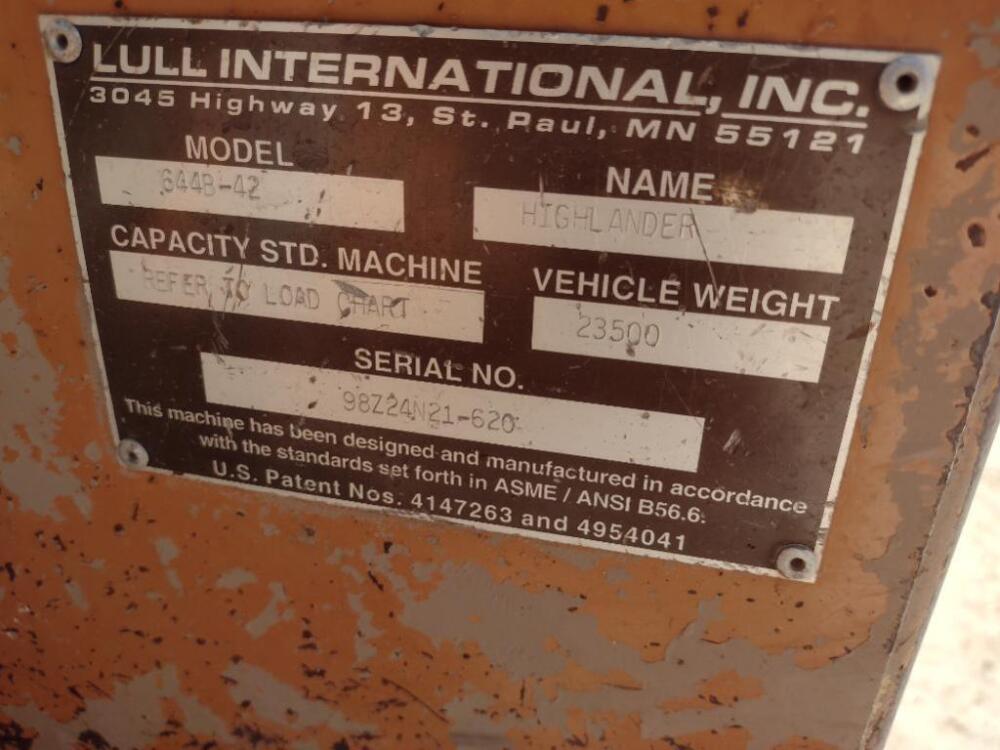 LULL INTERNATIONAL, INC.
3045 Highway 13, St. Paul, MN 55121
MODEL
644B-42
NAME
HIGHLANDER
CAPACITY STD. MACHINE
REFER TO LOAD CHART
VEHICLE WEIGHT
23500
SERIAL NO.
98Z24N21-620
This machine has been designed and manufactured in accordance
with the standards set forth in ASME / ANSI B56.6.
U.S. Patent Nos. 4147263 and 4954041